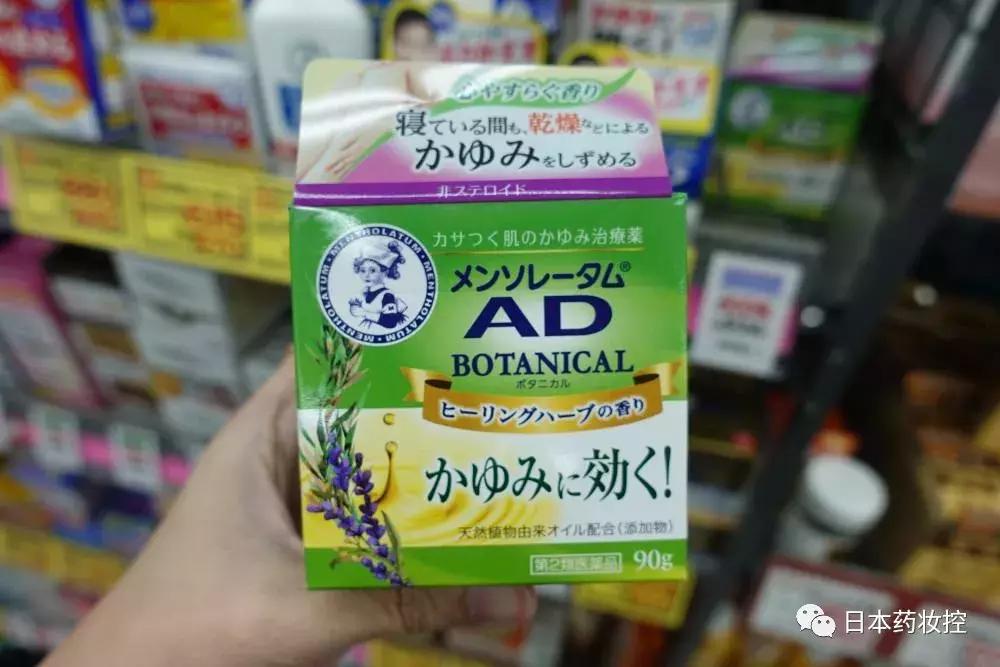 心やすらぐ香り
寝ている間も、乾燥などによる
かゆみをしずめる
非ステロイド
カサつく肌のかゆみ治療薬
MENTHOLATUM・MENTHOLATUM・MENTHOLATUM
メンソレータム®
AD
BOTANICAL
ボタニカル
ヒーリングハーブの香り
かゆみに効く!
天然植物由来オイル配合(添加物)
第2類医薬品 90g
日本药妆控